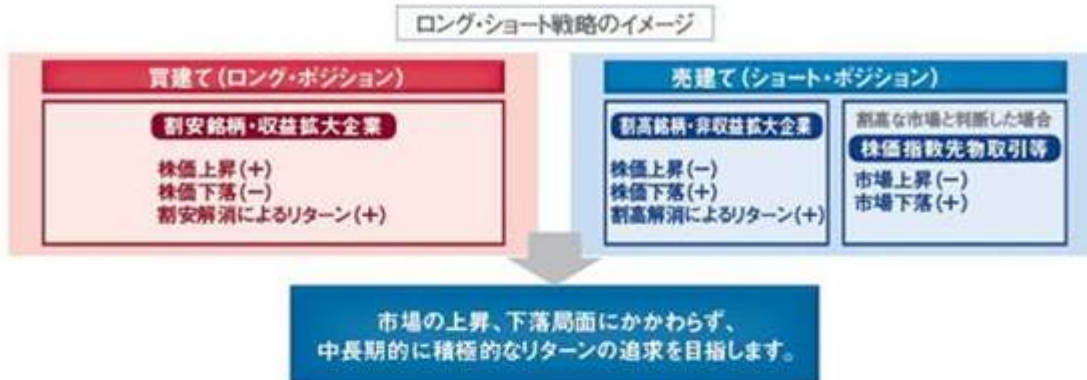 ロング・ショート戦略のイメージ
買建て(ロング・ポジション)
割安銘柄・収益拡大企業
株価上昇(+)
株価下落(−)
割安解消によるリターン(+)
売建て(ショート・ポジション)
割高銘柄・非収益拡大企業
株価上昇(−)
株価下落(+)
割高解消によるリターン(+)
割高な市場と判断した場合
株価指数先物取引等
市場上昇(−)
市場下落(+)
市場の上昇、下落局面にかかわらず、
中長期的に積極的なリターンの追求を目指します。